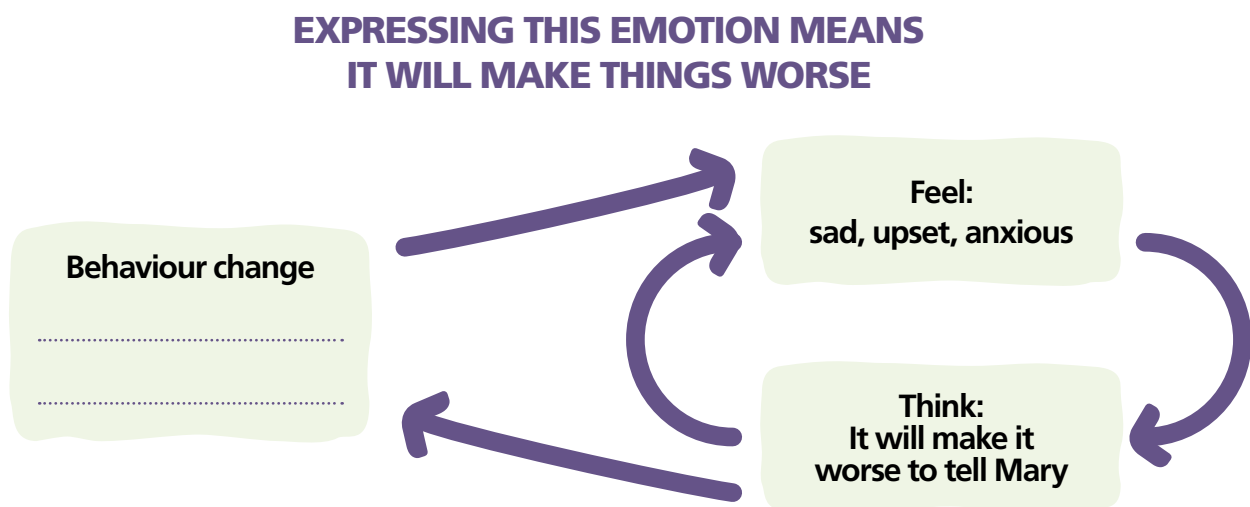 EXPRESSING THIS EMOTION MEANS
IT WILL MAKE THINGS WORSE
Feel:
sad, upset, anxious
Behaviour change
Think:
It will make it
worse to tell Mary